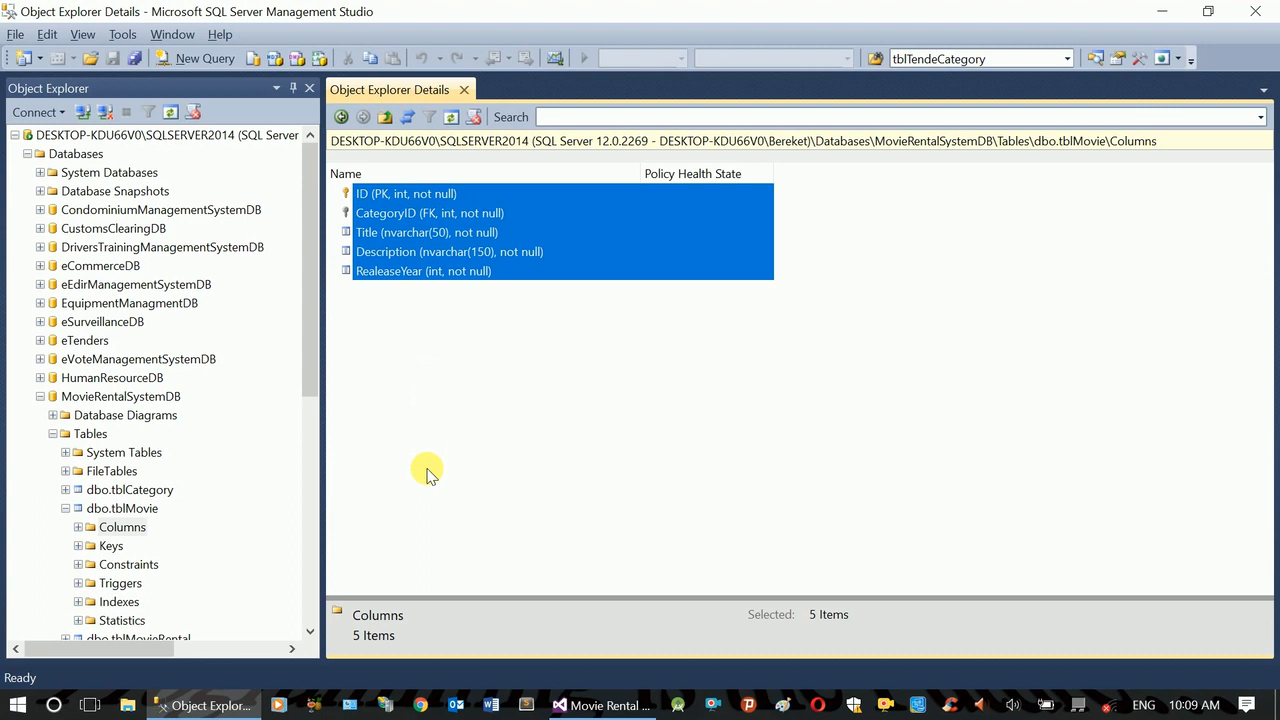 Object Explorer Details - Microsoft SQL Server Management Studio
File Edit View Tools Window Help
New Query tblTendeCategory
Object Explorer
Connect
DESKTOP-KDU66V0\SQLSERVER2014 (SQL Server
Databases
System Databases
Database Snapshots
CondominiumManagementSystemDB
CustomsClearingDB
DriversTrainingManagementSystemDB
eCommerceDB
eEdirManagementSystemDB
EquipmentManagmentDB
eSurveillanceDB
eTenders
eVoteManagementSystemDB
HumanResourceDB
MovieRentalSystemDB
Database Diagrams
Tables
System Tables
FileTables
dbo.tblCategory
dbo.tblMovie
Columns
Keys
Constraints
Triggers
Indexes
Statistics
dbo.tblMovieRental
Object Explorer Details
Search
DESKTOP-KDU66V0\SQLSERVER2014 (SQL Server 12.0.2269 - DESKTOP-KDU66V0\Bereket)\Databases\MovieRentalSystemDB\Tables\dbo.tblMovie\Columns
Name Policy Health State
ID (PK, int, not null)
CategoryID (FK, int, not null)
Title (nvarchar(50), not null)
Description (nvarchar(150), not null)
RealeaseYear (int, not null)
Columns Selected: 5 Items
5 Items
Ready
Object Explor... Movie Rental ... ENG 10:09 AM